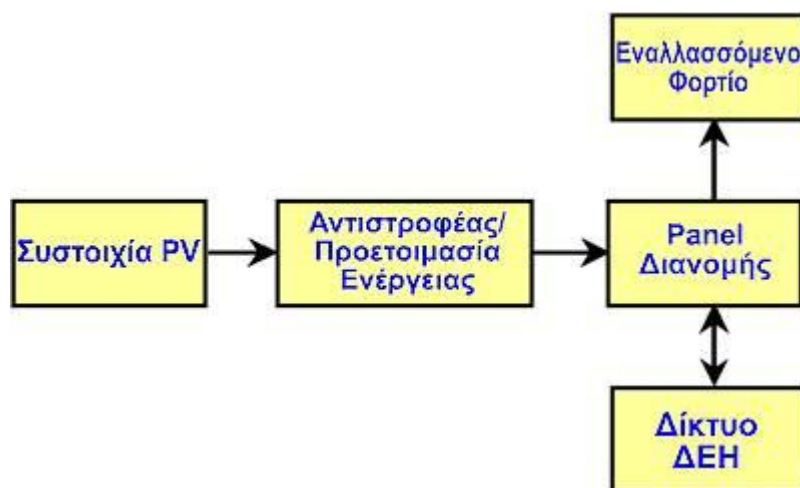 Εναλλασσόμενο
Φορτίο
Συστοιχία PV
Αντιστροφέας/
Προετοιμασία
Ενέργειας
Panel
Διανομής
Δίκτυο
ΔΕΗ